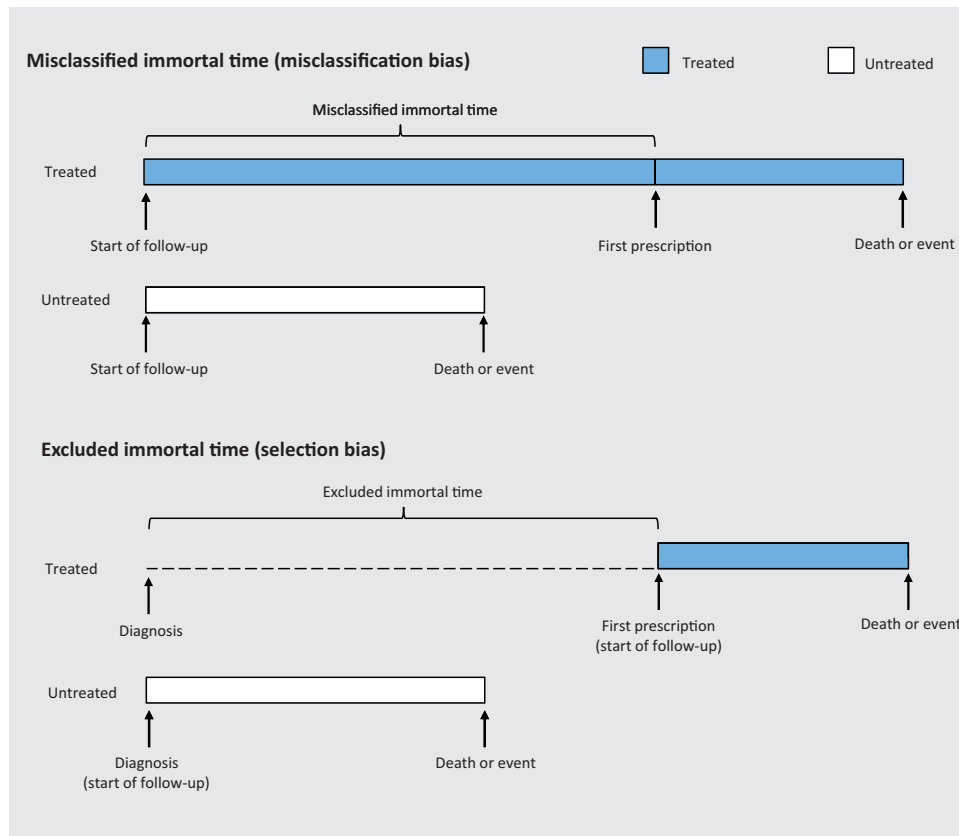 Misclassified immortal time (misclassification bias)
Treated
Untreated
Misclassified immortal time
Treated
Start of follow-up
First prescription
Death or event
Untreated
Start of follow-up
Death or event
Excluded immortal time (selection bias)
Excluded immortal time
Treated
Diagnosis
First prescription
(start of follow-up)
Death or event
Untreated
Diagnosis
(start of follow-up)
Death or event